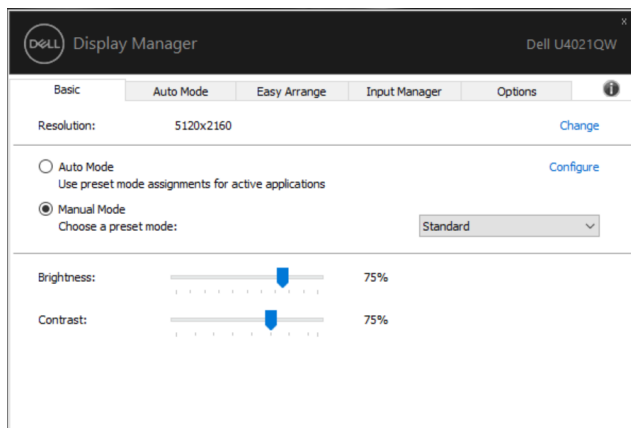 x
DELL Display Manager Dell U4021QW
Basic Auto Mode Easy Arrange Input Manager Options i
Resolution: 5120x2160 Change
Auto Mode Configure
Use preset mode assignments for active applications
Manual Mode
Choose a preset mode: Standard
Brightness: 75%
Contrast: 75%